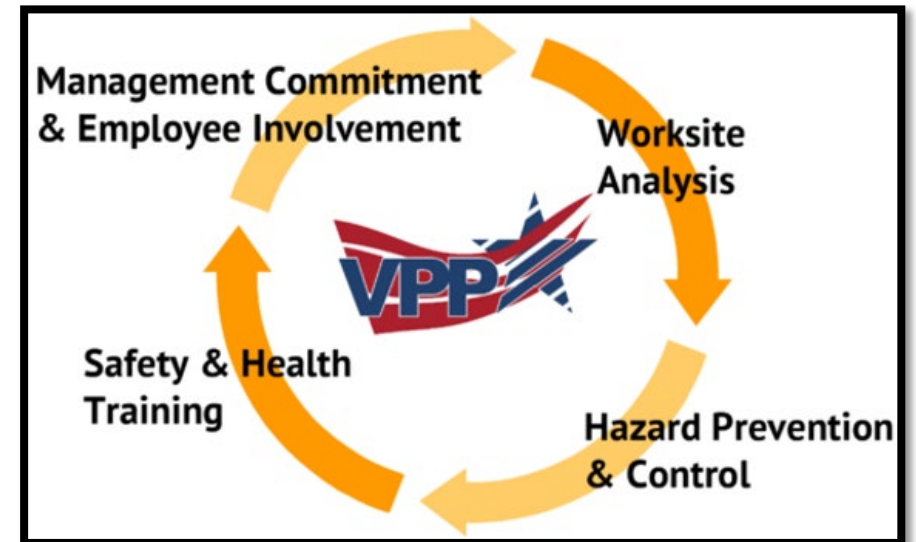 Management Commitment
& Employee Involvement
Worksite
Analysis
VPP
Safety & Health
Training
Hazard Prevention
& Control